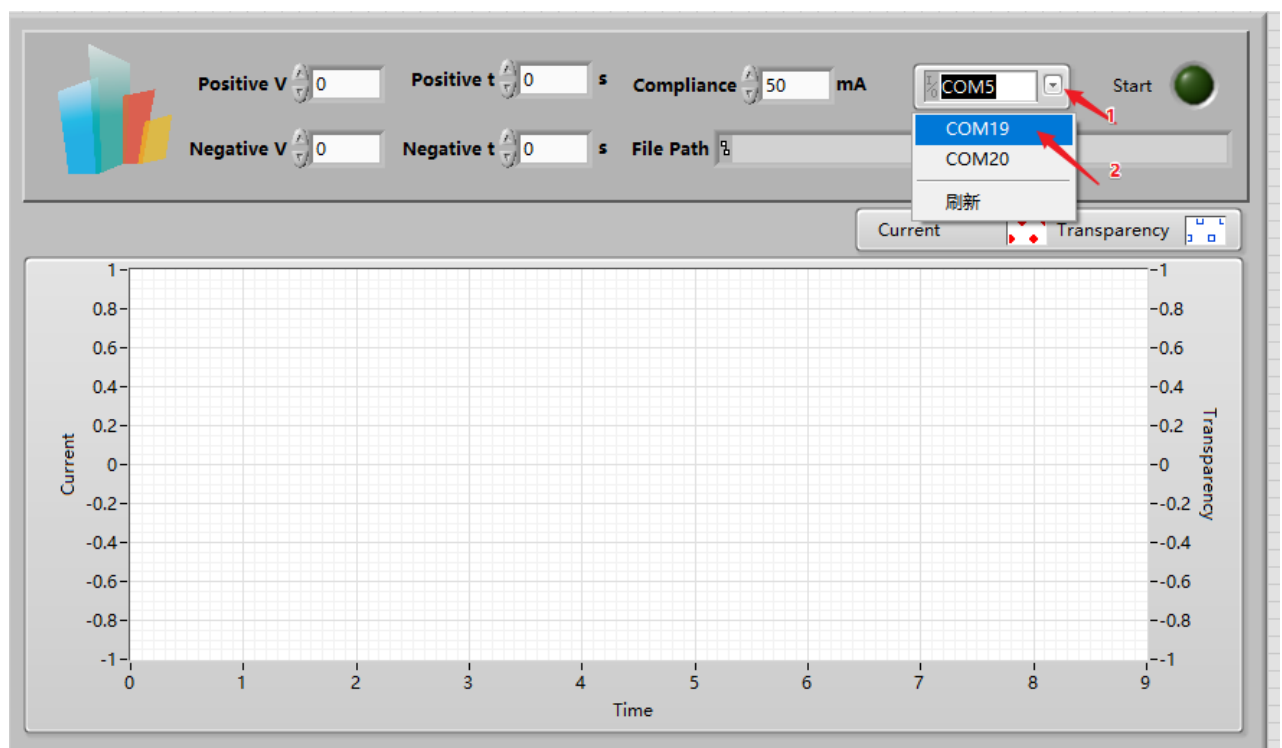 Positive V 0 Positive t 0 s Compliance 50 mA I/O COM5 Start
1
COM19
Negative V 0 Negative t 0 s File Path
COM20
2
刷新
Current Transparency
1 1
0.8 0.8
0.6 0.6
0.4 0.4
0.2 0.2
0 0
-0.2 -0.2
-0.4 -0.4
-0.6 -0.6
-0.8 -0.8
-1 -1
Current
Transparency
0 1 2 3 4 5 6 7 8 9
Time